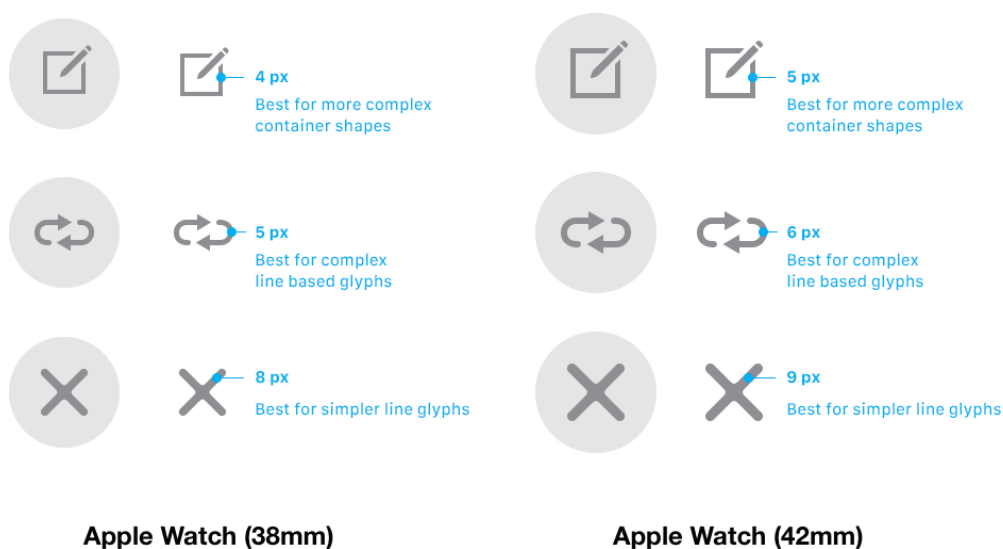 4 px
Best for more complex
container shapes
5 px
Best for complex
line based glyphs
8 px
Best for simpler line glyphs
Apple Watch (38mm)
5 px
Best for more complex
container shapes
6 px
Best for complex
line based glyphs
9 px
Best for simpler line glyphs
Apple Watch (42mm)